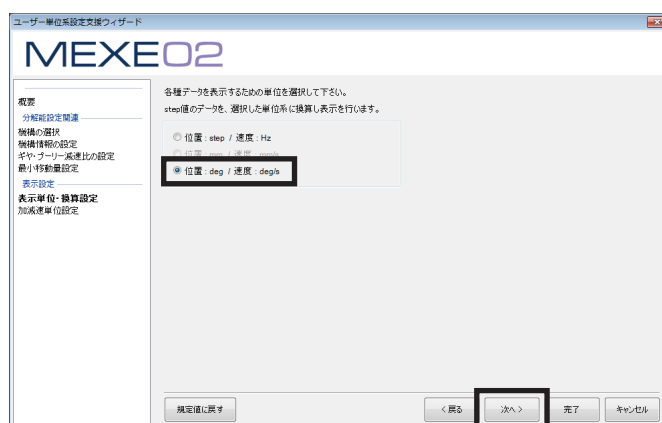 ユーザー単位系設定支援ウィザード
MEXE02
概要
分解能設定関連
機構の選択
機構情報の設定
ギヤ・プーリー減速比の設定
最小移動量設定
表示設定
表示単位・換算設定
加減速単位設定
各種データを表示するための単位を選択して下さい。
step値のデータを、選択した単位系に換算し表示を行います。
位置 : step / 速度 : Hz
位置 : mm / 速度 : mm/s
位置 : deg / 速度 : deg/s
規定値に戻す
< 戻る
次へ >
完了
キャンセル